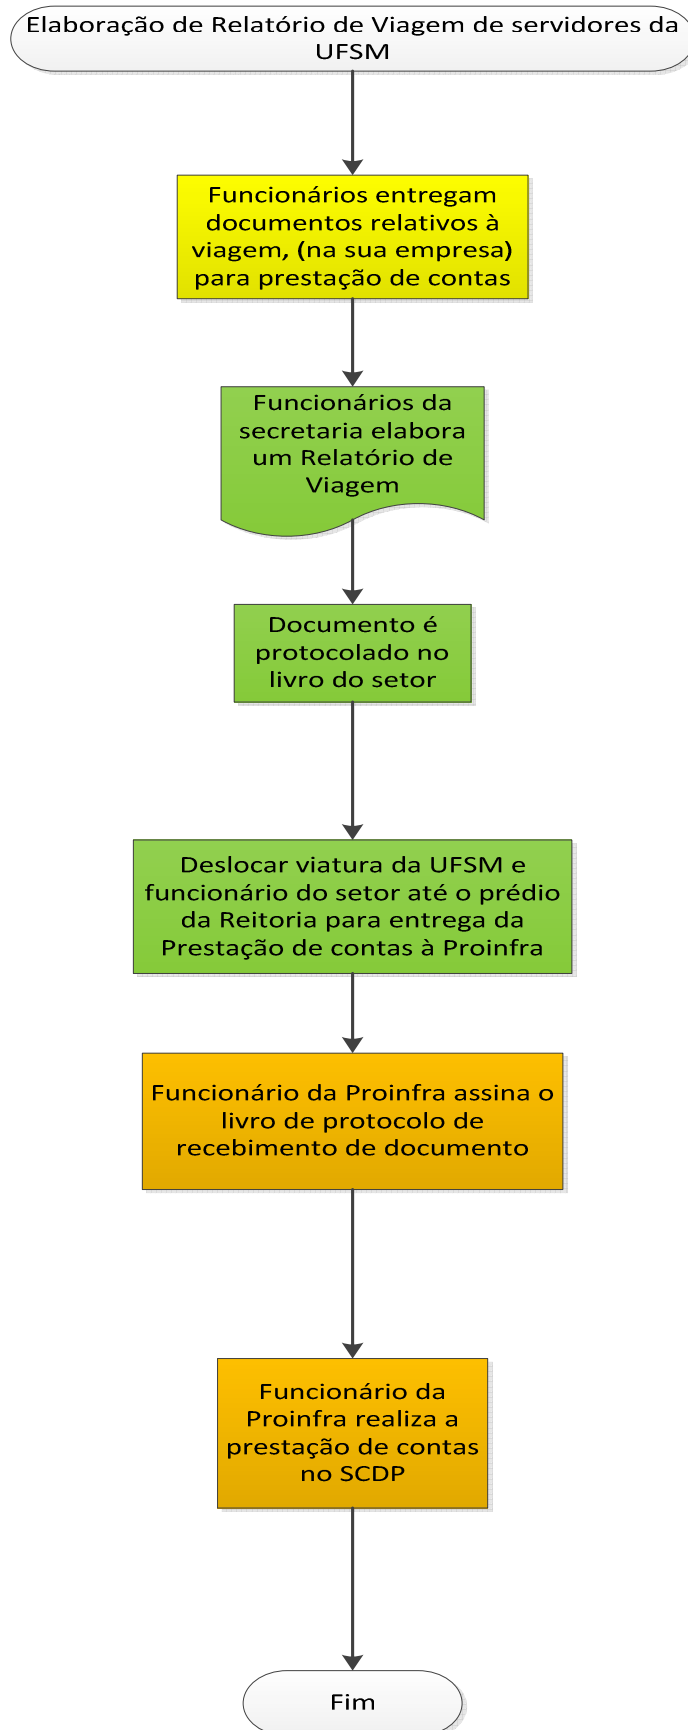 Elaboração de Relatório de Viagem de servidores da
UFSM
Funcionários entregam
documentos relativos à
viagem, (na sua empresa)
para prestação de contas
Funcionários da
secretaria elabora
um Relatório de
Viagem
Documento é
protocolado no
livro do setor
Deslocar viatura da UFSM e
funcionário do setor até o prédio
da Reitoria para entrega da
Prestação de contas à Proinfra
Funcionário da Proinfra assina o
livro de protocolo de
recebimento de documento
Funcionário da
Proinfra realiza a
prestação de contas
no SCDP
Fim